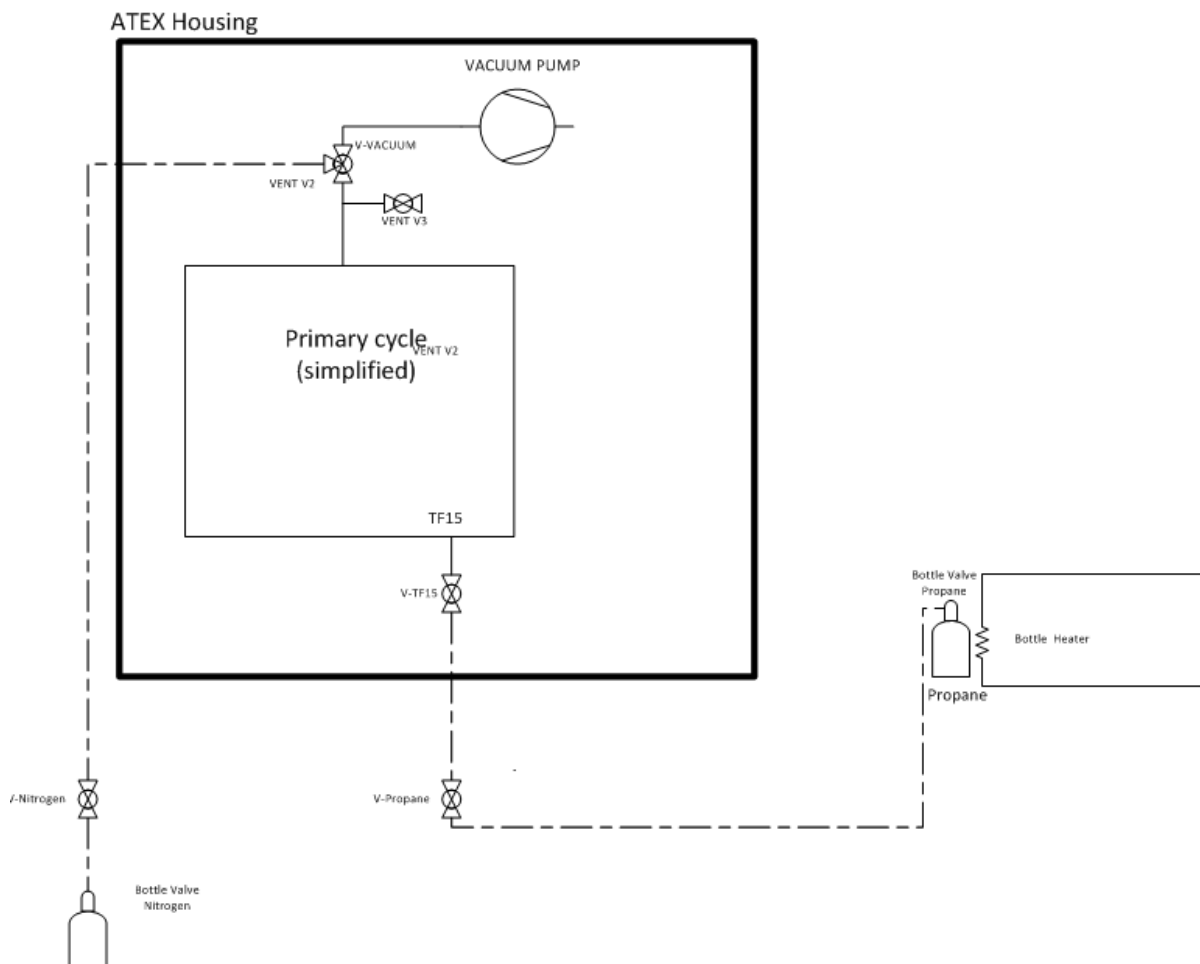 ATEX Housing
VACUUM PUMP
V-VACUUM
VENT V2
VENT V3
Primary cycle
VENT V2
(simplified)
TF15
V-TF15
Bottle Valve
Propane
Bottle Heater
Propane
/-Nitrogen
V-Propane
Bottle Valve
Nitrogen